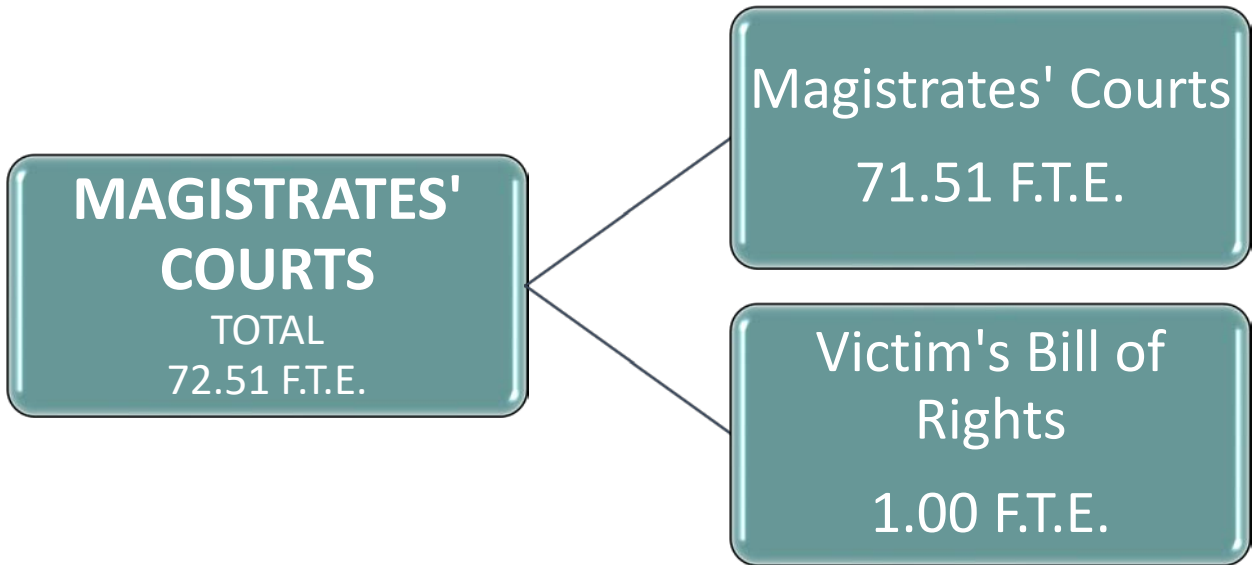 MAGISTRATES'
COURTS
TOTAL
72.51 F.T.E.
Magistrates' Courts
71.51 F.T.E.
Victim's Bill of
Rights
1.00 F.T.E.